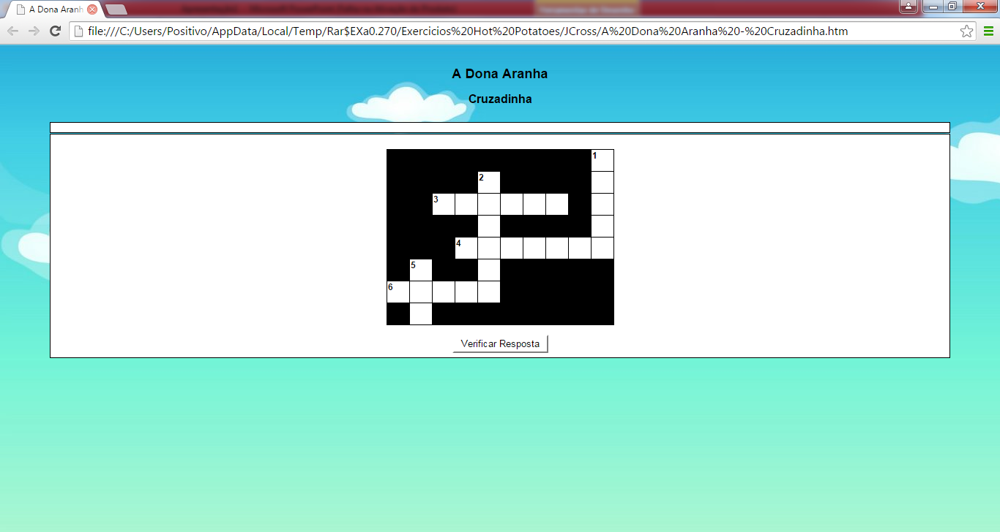 A Dona Aranh
file:///C:/Users/Positivo/AppData/Local/Temp/Rar$EXa0.270/Exercicios%20Hot%20Potatoes/JCross/A%20Dona%20Aranha%20-%20Cruzadinha.htm
A Dona Aranha
Cruzadinha
1
2
3
4
5
6
Verificar Resposta